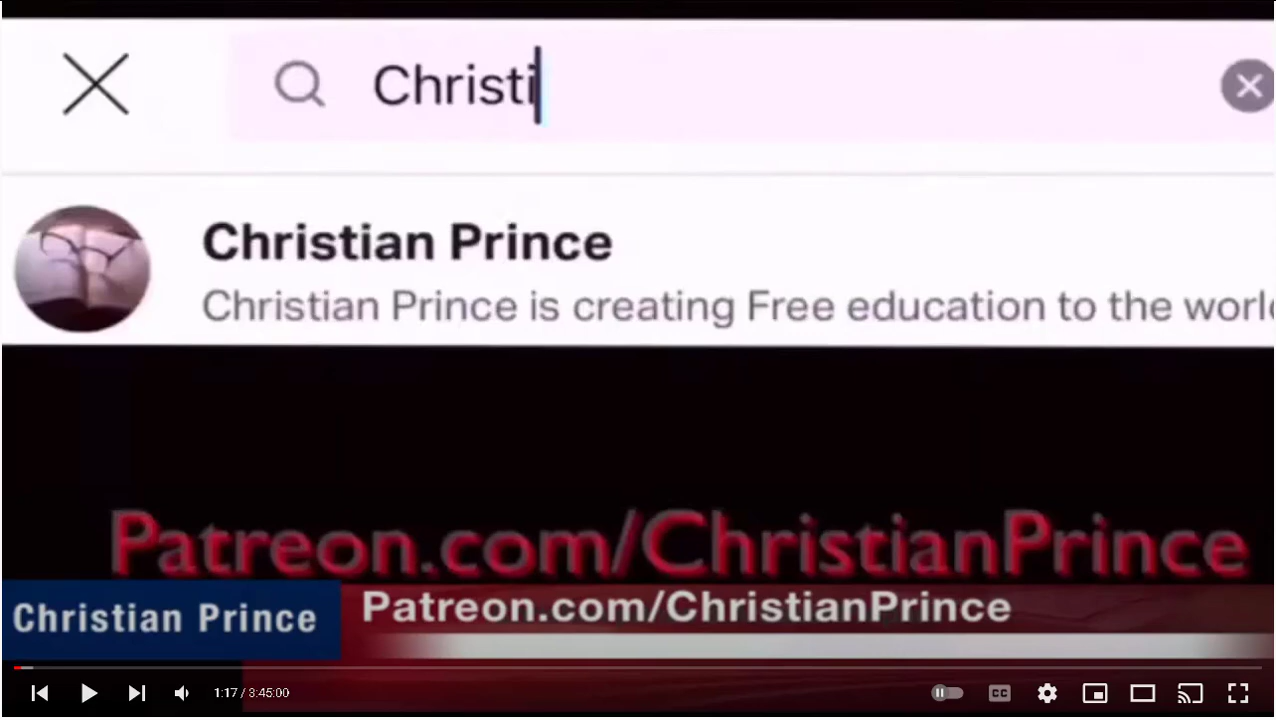 Christi
Christian Prince
Christian Prince is creating Free education to the worl
Patreon.com/ChristianPrince
Christian Prince
Patreon.com/ChristianPrince
1:17 / 3:45:00
CC